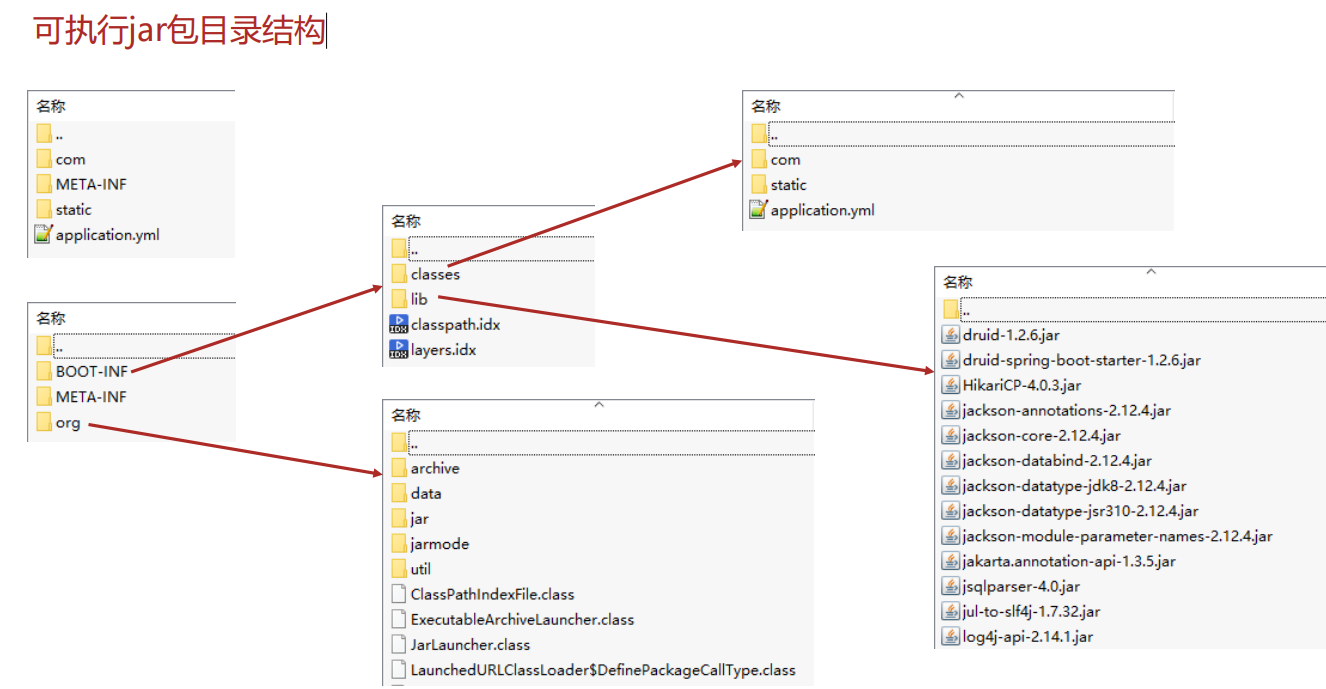 可执行jar包目录结构
名称
..
com
META-INF
static
application.yml
名称
..
BOOT-INF
META-INF
org
名称
..
classes
lib
classpath.idx
layers.idx
名称
..
archive
data
jar
jarmode
util
ClassPathIndexFile.class
ExecutableArchiveLauncher.class
JarLauncher.class
LaunchedURLClassLoader$DefinePackageCallType.class
名称
..
com
static
application.yml
名称
..
druid-1.2.6.jar
druid-spring-boot-starter-1.2.6.jar
HikariCP-4.0.3.jar
jackson-annotations-2.12.4.jar
jackson-core-2.12.4.jar
jackson-databind-2.12.4.jar
jackson-datatype-jdk8-2.12.4.jar
jackson-datatype-jsr310-2.12.4.jar
jackson-module-parameter-names-2.12.4.jar
jakarta.annotation-api-1.3.5.jar
jsqlparser-4.0.jar
jul-to-slf4j-1.7.32.jar
log4j-api-2.14.1.jar